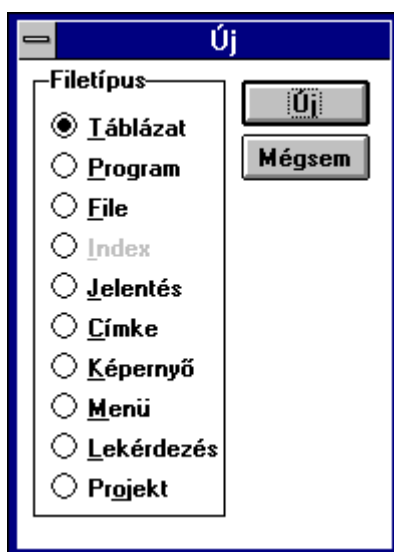 Új
Filetípus
Táblázat
Program
File
Index
Jelentés
Címke
Képernyő
Menü
Lekérdezés
Projekt
Új
Mégsem